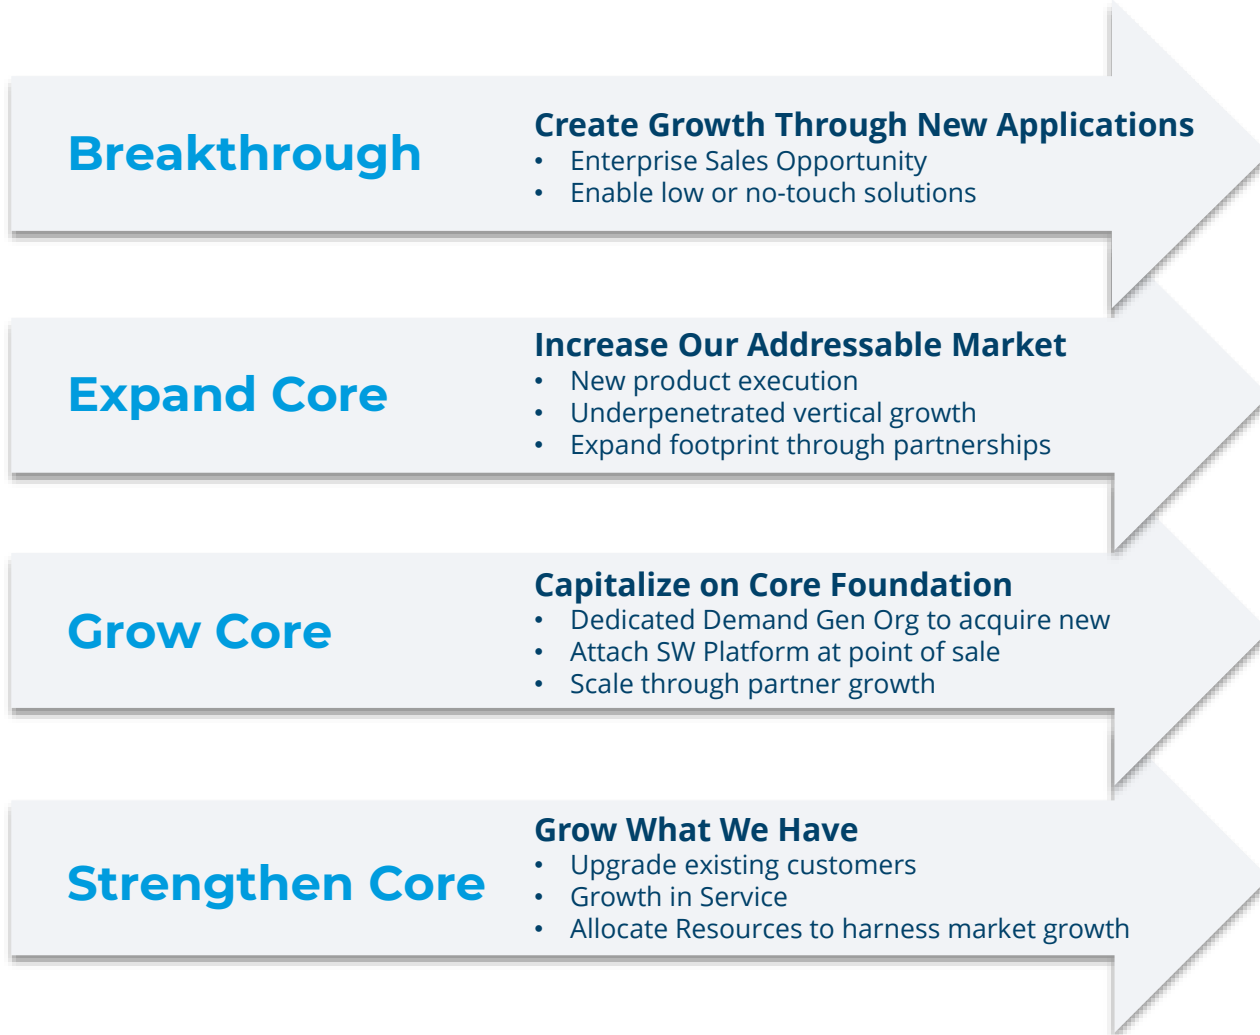 Breakthrough
Create Growth Through New Applications
• Enterprise Sales Opportunity
• Enable low or no-touch solutions
Expand Core
Increase Our Addressable Market
• New product execution
• Underpenetrated vertical growth
• Expand footprint through partnerships
Grow Core
Capitalize on Core Foundation
• Dedicated Demand Gen Org to acquire new
• Attach SW Platform at point of sale
• Scale through partner growth
Strengthen Core
Grow What We Have
• Upgrade existing customers
• Growth in Service
• Allocate Resources to harness market growth